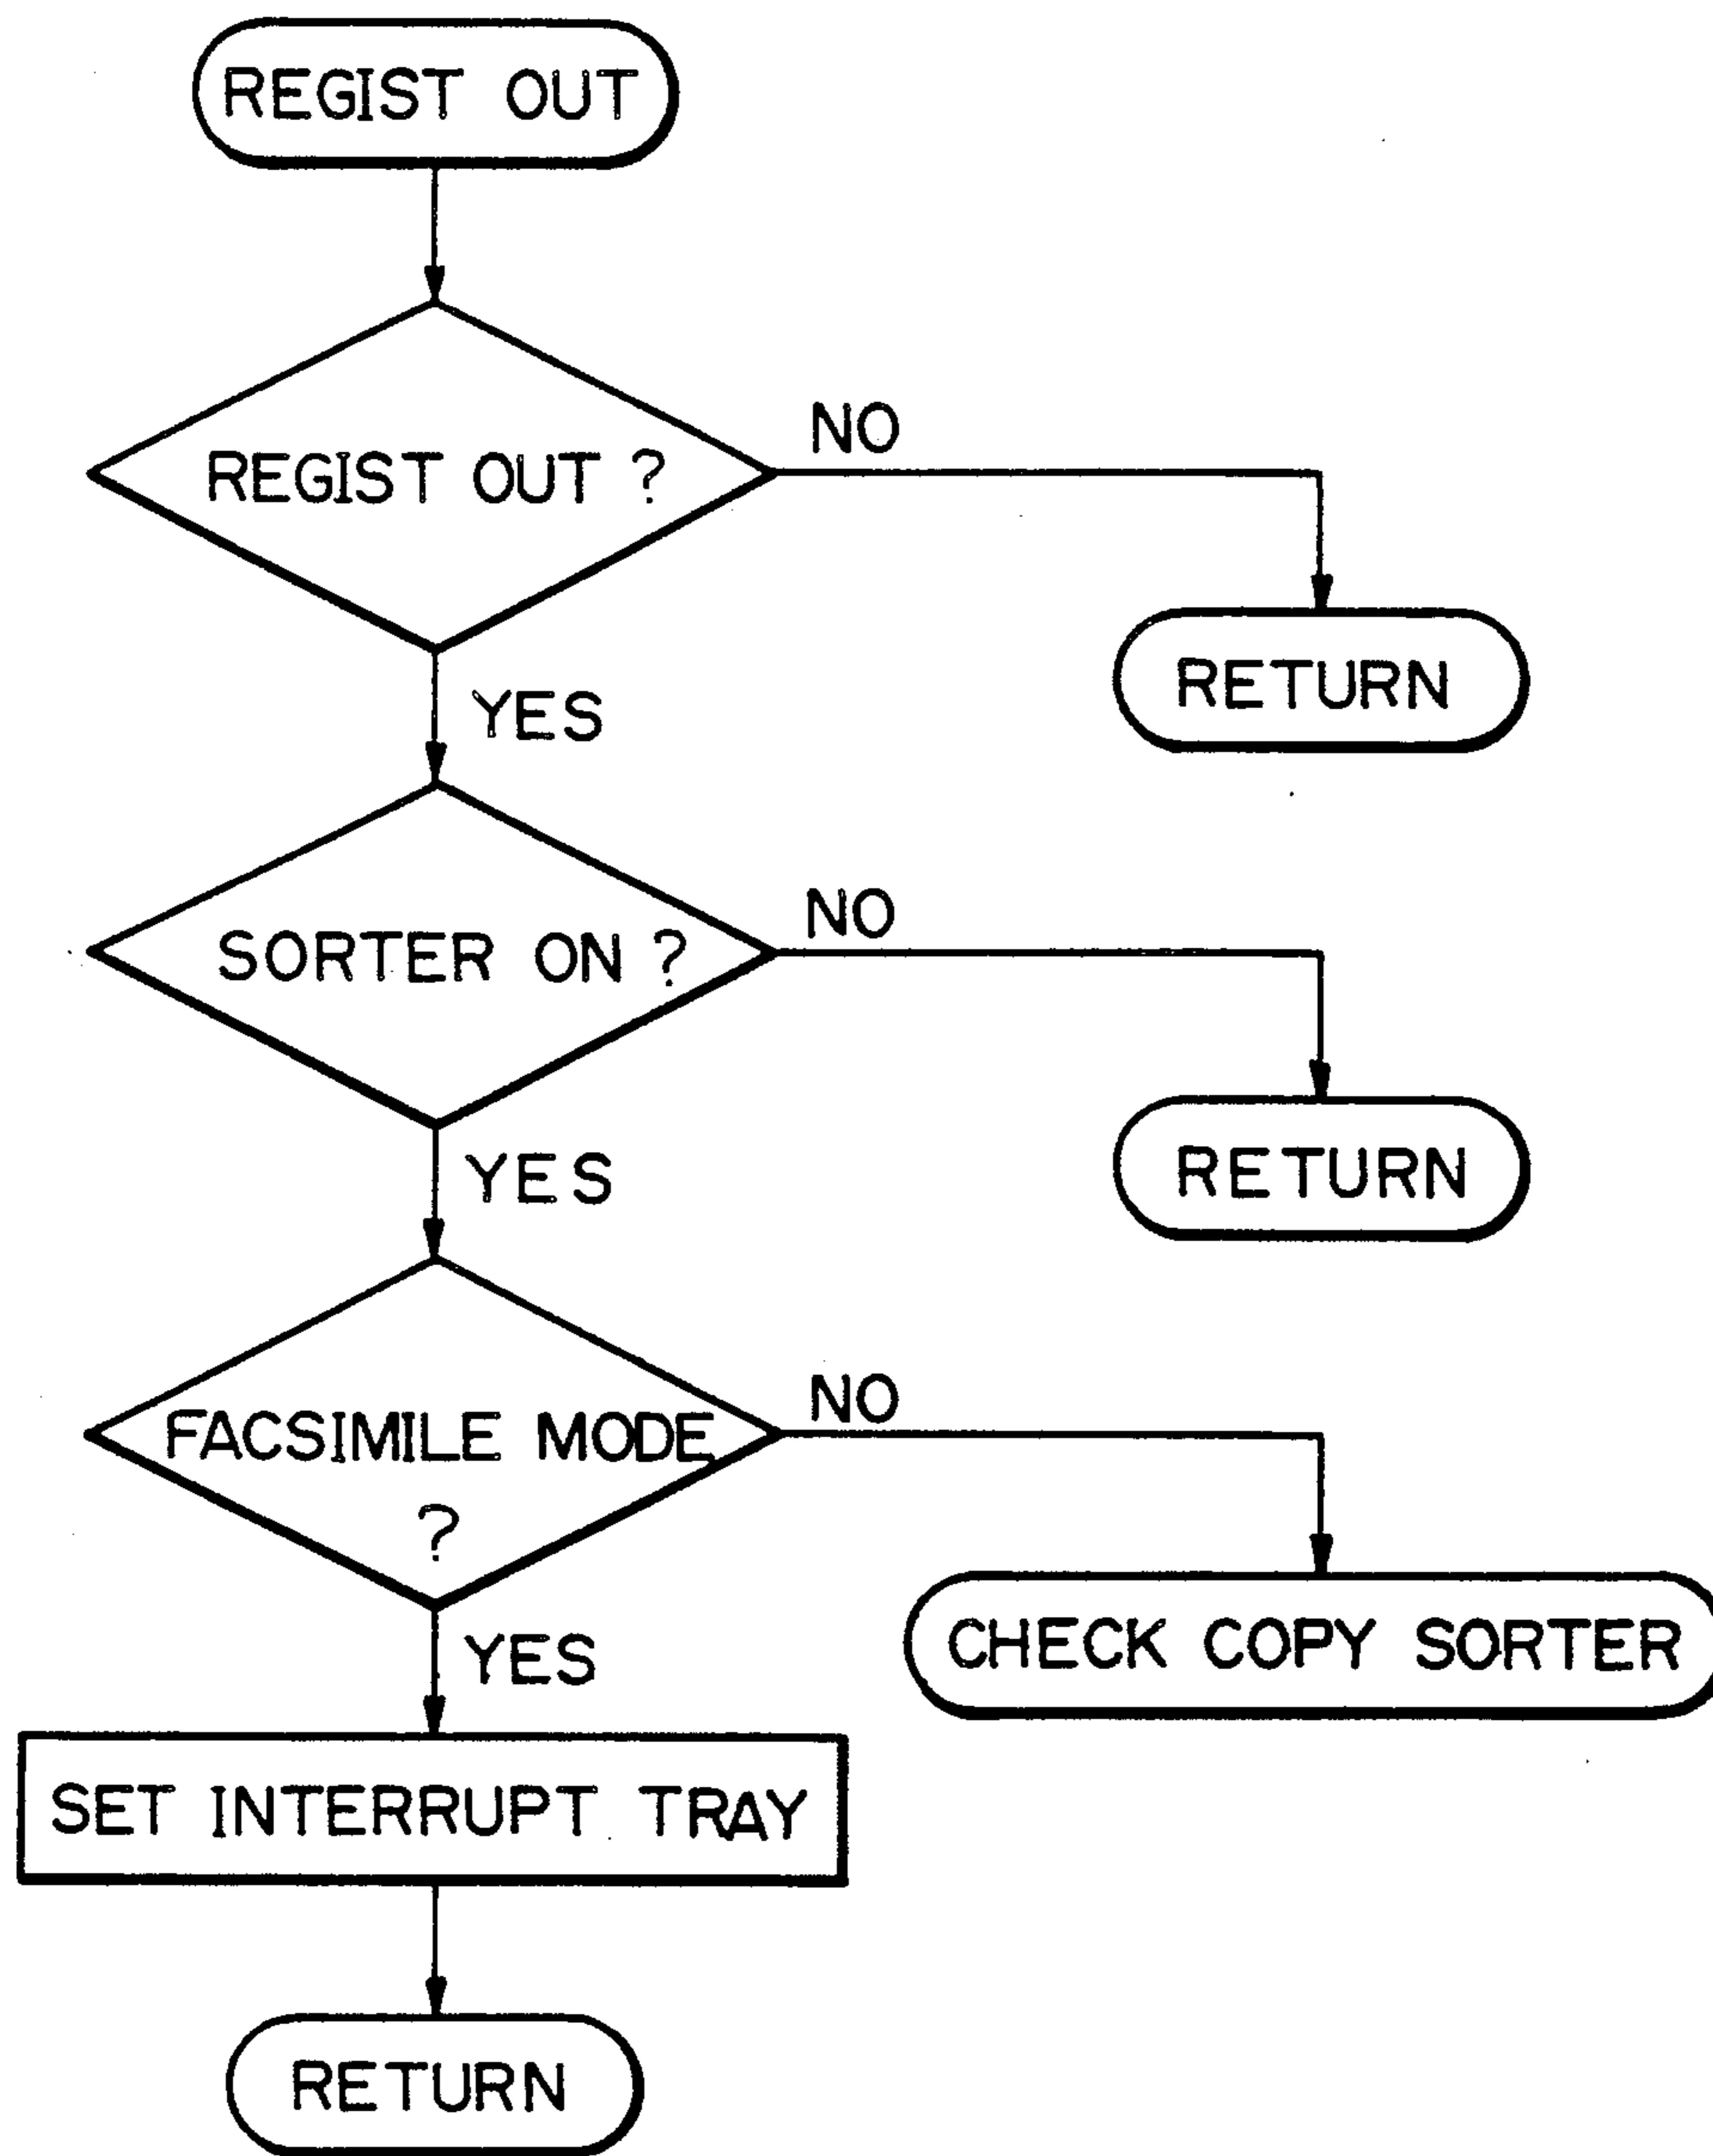 REGIST OUT
REGIST OUT ?
NO
RETURN
YES
SORTER ON ?
NO
RETURN
YES
FACSIMILE MODE
?
NO
CHECK COPY SORTER
YES
SET INTERRUPT TRAY
RETURN